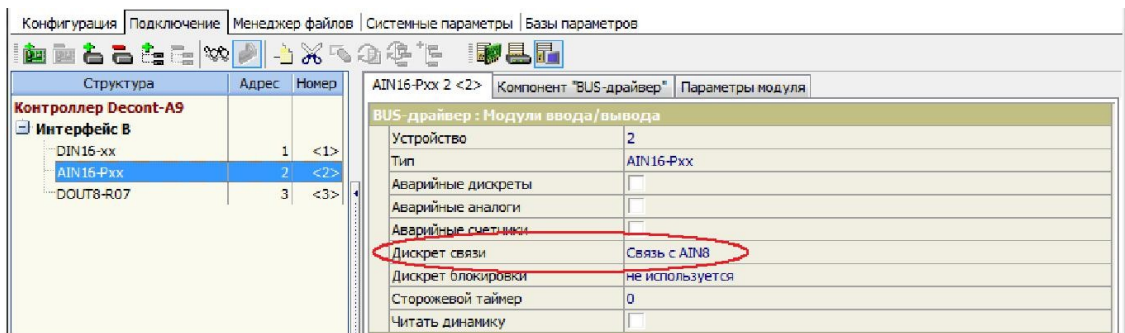 Конфигурация Подключение Менеджер файлов Системные параметры Базы параметров
Структура Адрес Номер
AIN16-Pxx 2 <2> Компонент "BUS-драйвер" Параметры модуля
Контроллер Decont-A9
BUS-драйвер : Модули ввода/вывода
Интерфейс B
Устройство 2
DIN16-xx 1 <1>
Тип AIN16-Pxx
AIN16-Pxx 2 <2>
Аварийные дискреты
DOUT8-R07 3 <3>
Аварийные аналоги
Аварийные счетчики
Дискрет связи Связь с AIN8
Дискрет блокировки не используется
Сторожевой таймер 0
Читать динамику